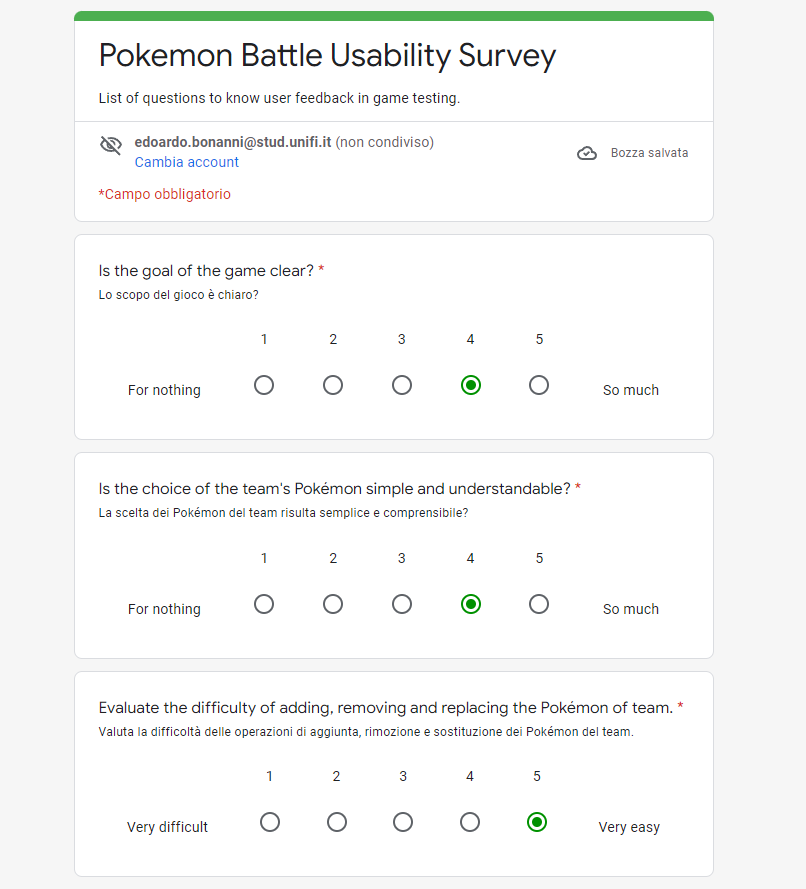 Pokemon Battle Usability Survey
List of questions to know user feedback in game testing.
edoardo.bonanni@stud.unifi.it (non condiviso)
Cambia account
Bozza salvata
*Campo obbligatorio
Is the goal of the game clear? *
Lo scopo del gioco è chiaro?
1 2 3 4 5
For nothing So much
Is the choice of the team's Pokémon simple and understandable? *
La scelta dei Pokémon del team risulta semplice e comprensibile?
1 2 3 4 5
For nothing So much
Evaluate the difficulty of adding, removing and replacing the Pokémon of team. *
Valuta la difficoltà delle operazioni di aggiunta, rimozione e sostituzione dei Pokémon del team.
1 2 3 4 5
Very difficult Very easy